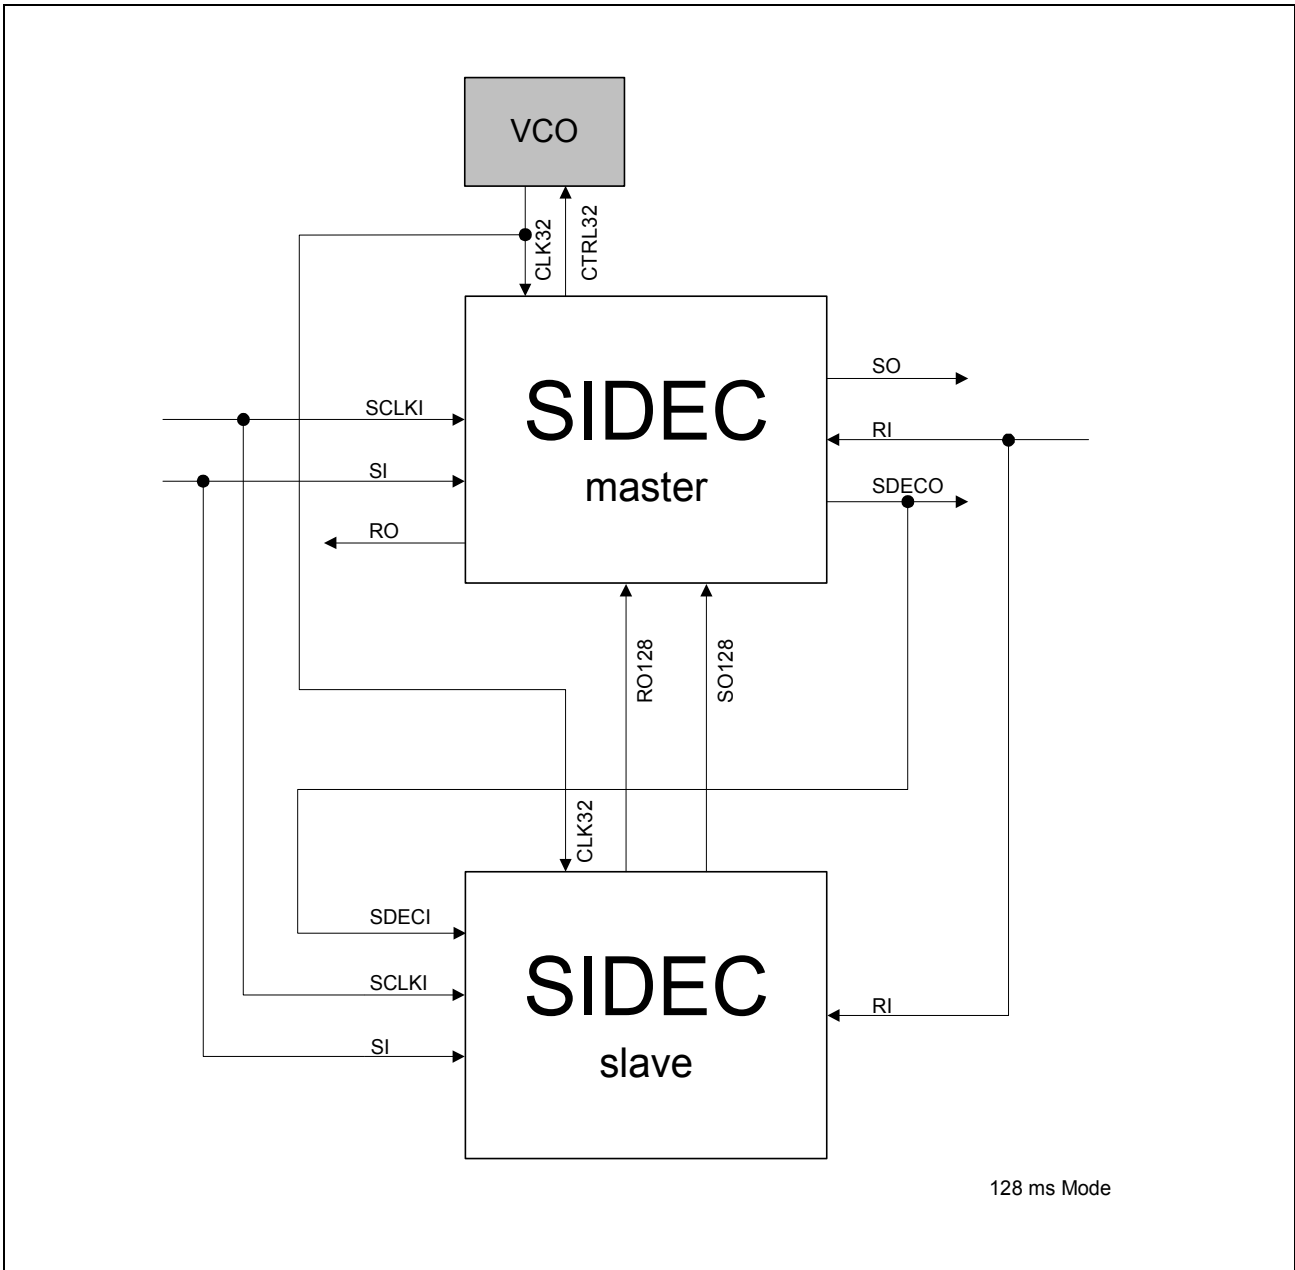 VCO
CLK32
CTRL32
SO
SCLKI
SIDEC
RI
SI
master
SDECO
RO
RO128
SO128
CLK32
SDECI
SIDEC
SCLKI
RI
SI
slave
128 ms Mode